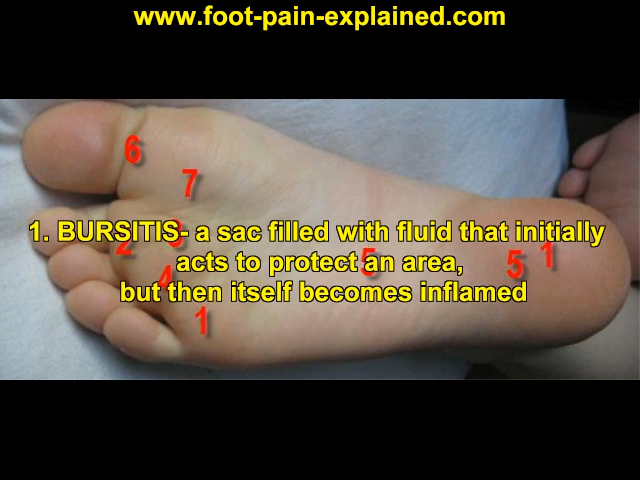 www.foot-pain-explained.com
6
7
1. BURSITIS- a sac filled with fluid that initially
acts to protect an area,
but then itself becomes inflamed
2
5
5
1
4
1